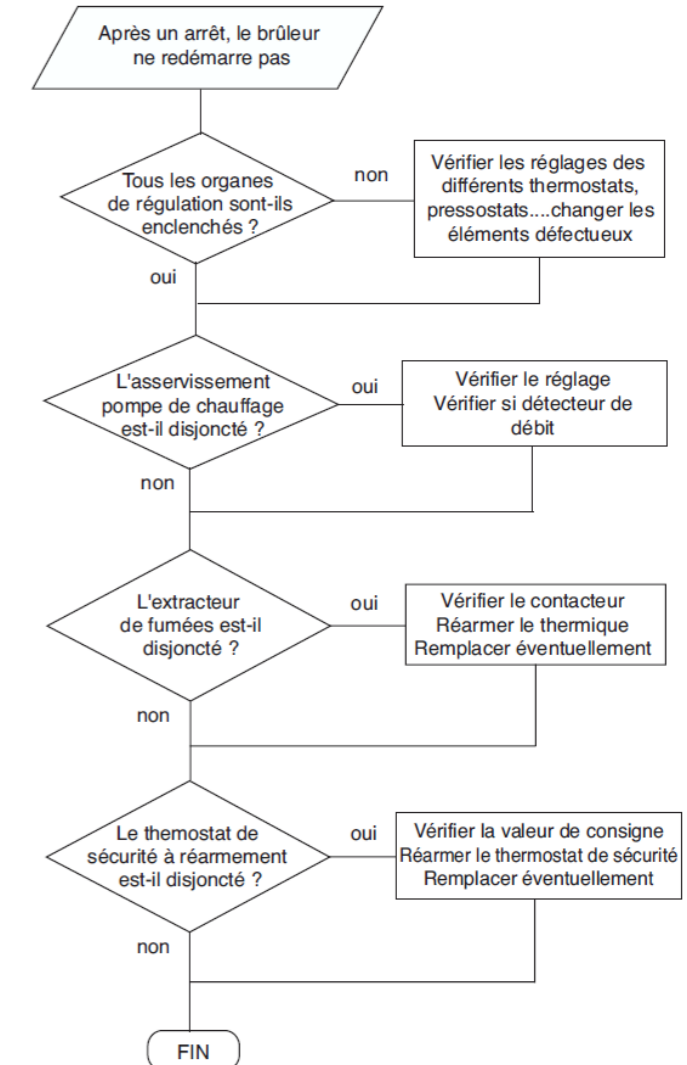 Après un arrêt, le brûleur
ne redémarre pas
Tous les organes
de régulation sont-ils
enclenchés ?
non
Vérifier les réglages des
différents thermostats,
pressostats....changer les
éléments défectueux
oui
L'asservissement
pompe de chauffage
est-il disjoncté ?
oui
Vérifier le réglage
Vérifier si détecteur de
débit
non
L'extracteur
de fumées est-il
disjoncté ?
oui
Vérifier le contacteur
Réarmer le thermique
Remplacer éventuellement
non
Le themostat de
sécurité à réarmement
est-il disjoncté ?
oui
Vérifier la valeur de consigne
Réarmer le thermostat de sécurité
Remplacer éventuellement
non
FIN